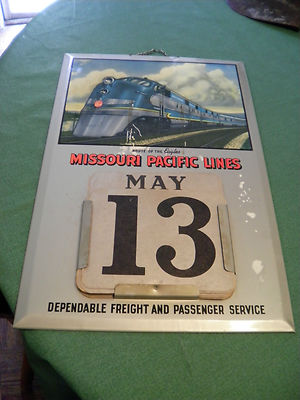 ROUTE OF THE Eagles
MISSOURI PACIFIC LINES
MAY
13
DEPENDABLE FREIGHT AND PASSENGER SERVICE